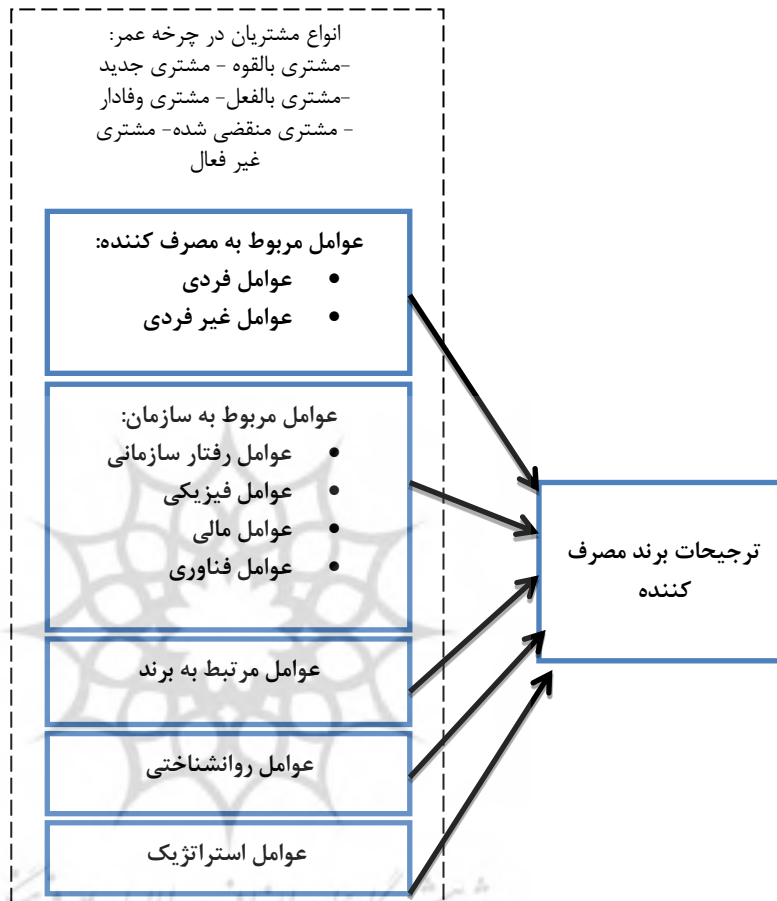 انواع مشتریان در چرخه عمر:
-مشتری بالقوه - مشتری جدید
-مشتری بالفعل- مشتری وفادار
- مشتری منقضی شده- مشتری
غیر فعال
عوامل مربوط به مصرف کننده:
• عوامل فردی
• عوامل غیر فردی
عوامل مربوط به سازمان:
• عوامل رفتار سازمانی
• عوامل فیزیکی
• عوامل مالی
• عوامل فناوری
عوامل مرتبط به برند
عوامل روانشناختی
عوامل استراتژیک
ترجیحات برند مصرف
کننده